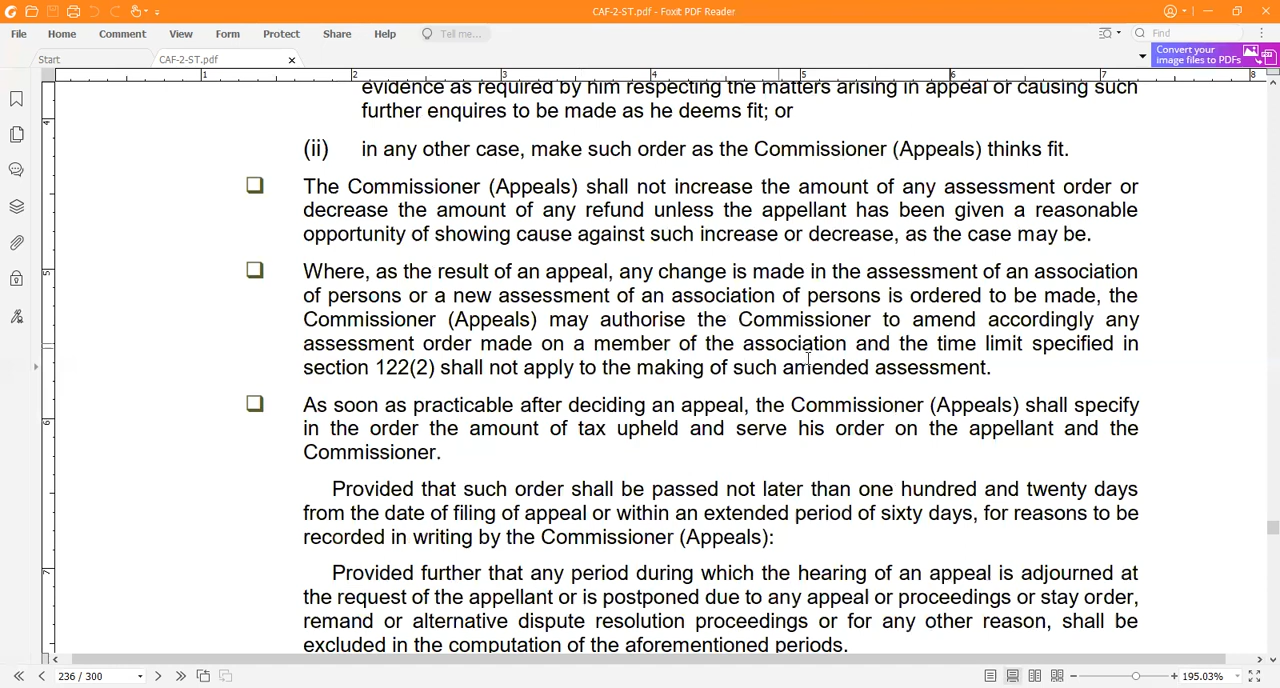 CAF-2-ST.pdf - Foxit PDF Reader
File Home Comment View Form Protect Share Help Tell me... Find
Start CAF-2-ST.pdf
Convert your
image files to PDFs
1 2 3 4 5 6 7 8
evidence as required by him respecting the matters arising in appeal or causing such
further enquires to be made as he deems fit; or
(ii) in any other case, make such order as the Commissioner (Appeals) thinks fit.
The Commissioner (Appeals) shall not increase the amount of any assessment order or
decrease the amount of any refund unless the appellant has been given a reasonable
opportunity of showing cause against such increase or decrease, as the case may be.
Where, as the result of an appeal, any change is made in the assessment of an association
of persons or a new assessment of an association of persons is ordered to be made, the
Commissioner (Appeals) may authorise the Commissioner to amend accordingly any
assessment order made on a member of the association and the time limit specified in
section 122(2) shall not apply to the making of such amended assessment.
As soon as practicable after deciding an appeal, the Commissioner (Appeals) shall specify
in the order the amount of tax upheld and serve his order on the appellant and the
Commissioner.
Provided that such order shall be passed not later than one hundred and twenty days
from the date of filing of appeal or within an extended period of sixty days, for reasons to be
recorded in writing by the Commissioner (Appeals):
Provided further that any period during which the hearing of an appeal is adjourned at
the request of the appellant or is postponed due to any appeal or proceedings or stay order,
remand or alternative dispute resolution proceedings or for any other reason, shall be
excluded in the computation of the aforementioned periods.
4
5
6
7
236 / 300 195.03%